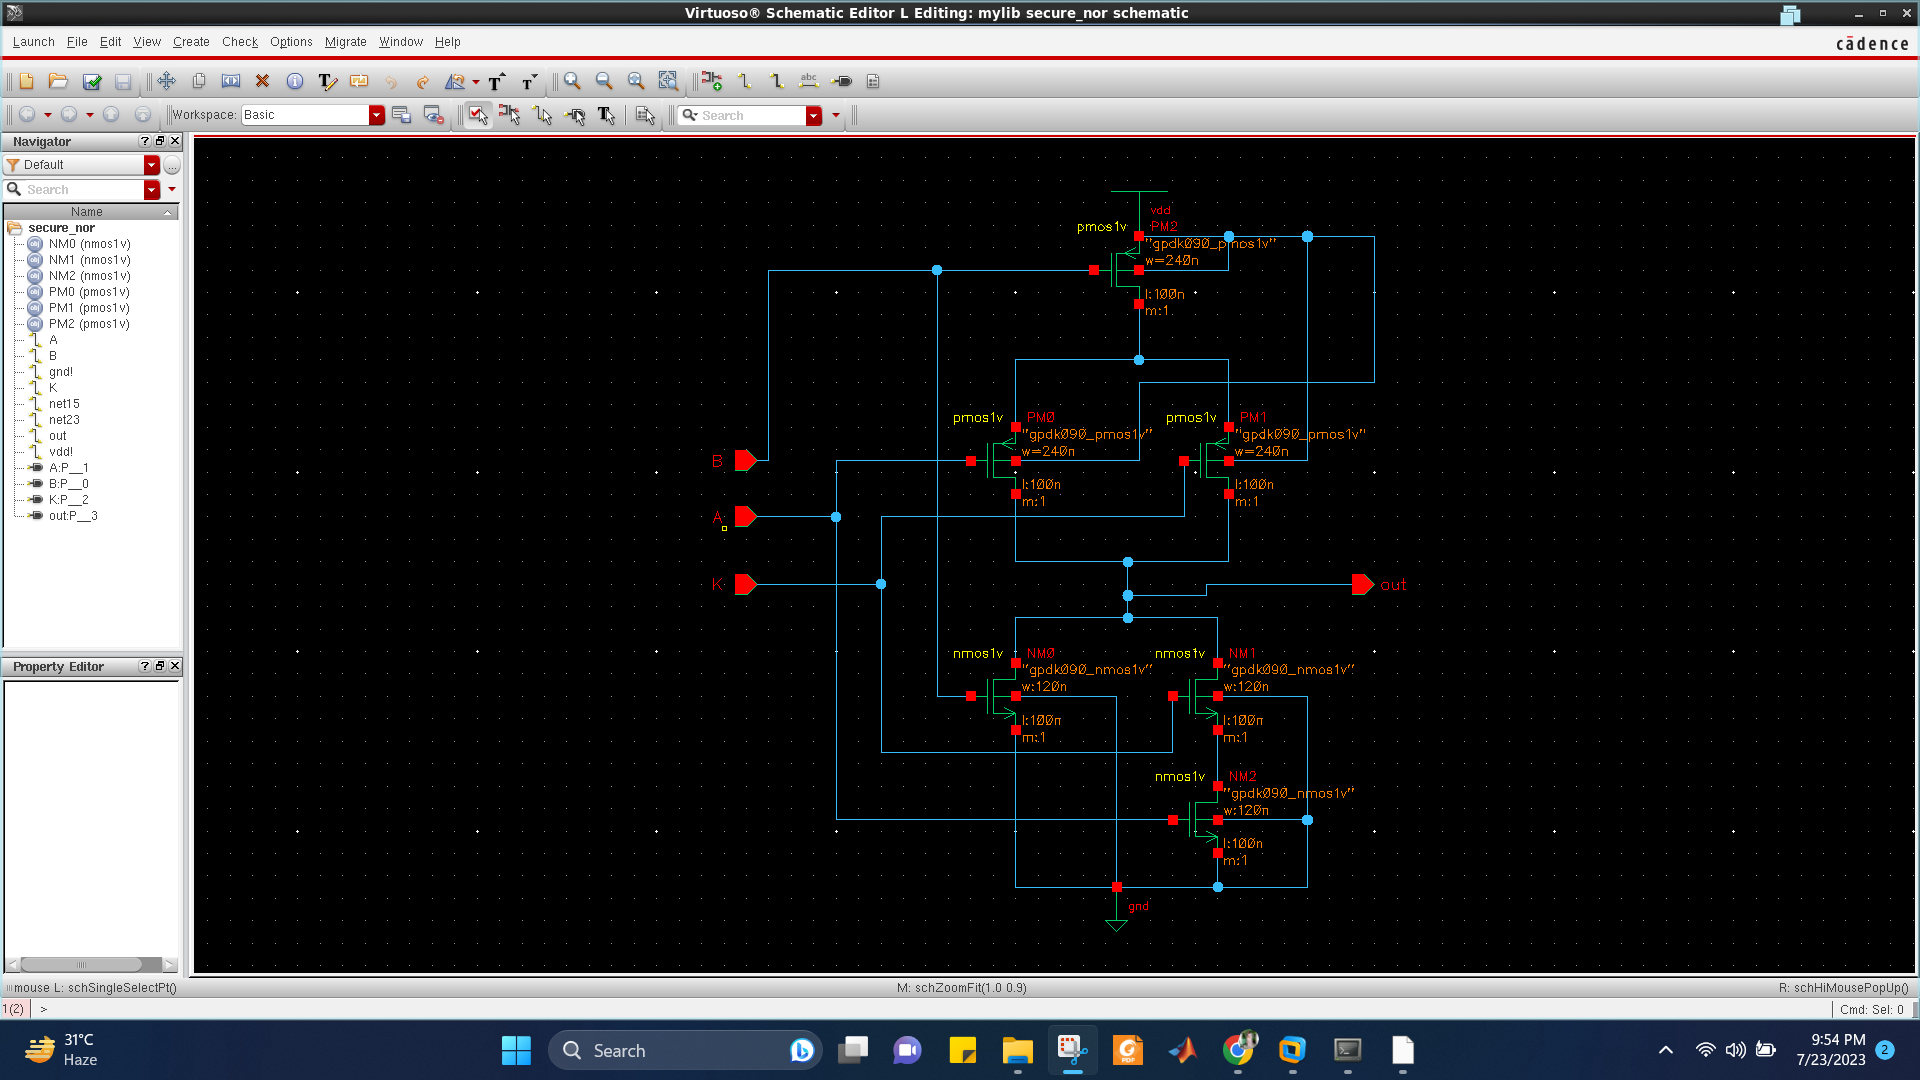 Virtuoso® Schematic Editor L Editing: mylib secure_nor schematic
Launch File Edit View Create Check Options Migrate Window Help
cādence
Workspace: Basic
Search
Navigator
Default
Search
Name
secure_nor
NM0 (nmos1v)
NM1 (nmos1v)
NM2 (nmos1v)
PM0 (pmos1v)
PM1 (pmos1v)
PM2 (pmos1v)
A
B
gnd!
K
net15
net23
out
vdd!
A:P__1
B:P__0
K:P__2
out:P__3
Property Editor
vdd
pmos1v PM2
"gpdk090_pmos1v"
w=240n
l:100n
m:1
pmos1v PM0
"gpdk090_pmos1v"
w=240n
l:100n
m:1
pmos1v PM1
"gpdk090_pmos1v"
w=240n
l:100n
m:1
B
A
K
out
nmos1v NM0
"gpdk090_nmos1v"
w:120n
l:100n
m:1
nmos1v NM1
"gpdk090_nmos1v"
w:120n
l:100n
m:1
nmos1v NM2
"gpdk090_nmos1v"
w:120n
l:100n
m:1
gnd
mouse L: schSingleSelectPt()
M: schZoomFit(1.0 0.9)
R: schHiMousePopUp()
1(2) >
Cmd: Sel: 0
31°C
Haze
Search
9:54 PM
7/23/2023
2